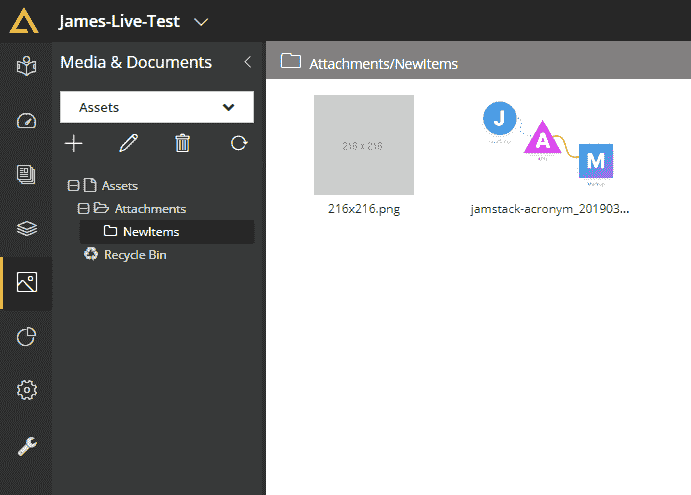 James-Live-Test
Media & Documents
Attachments/NewItems
Assets
Assets
Attachments
NewItems
Recycle Bin
216 x 216
J
A
M
216x216.png
jamstack-acronym_201903...